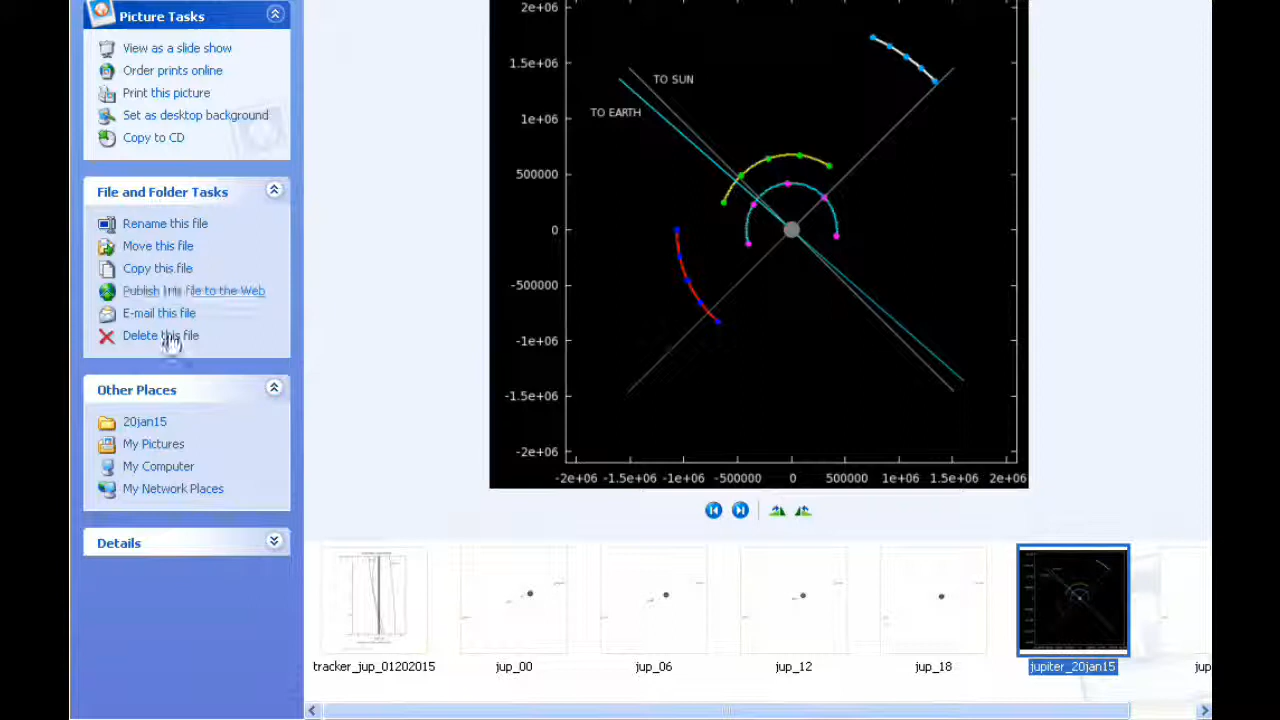 Picture Tasks
View as a slide show
Order prints online
Print this picture
Set as desktop background
Copy to CD
File and Folder Tasks
Rename this file
Move this file
Copy this file
Publish this file to the Web
E-mail this file
Delete this file
Other Places
20jan15
My Pictures
My Computer
My Network Places
Details
2e+06
1.5e+06
1e+06
500000
0
-500000
-1e+06
-1.5e+06
-2e+06
TO SUN
TO EARTH
-2e+06 -1.5e+06 -1e+06 -500000 0 500000 1e+06 1.5e+06 2e+06
tracker_jup_01202015 jup_00 jup_06 jup_12 jup_18 jupiter_20jan15